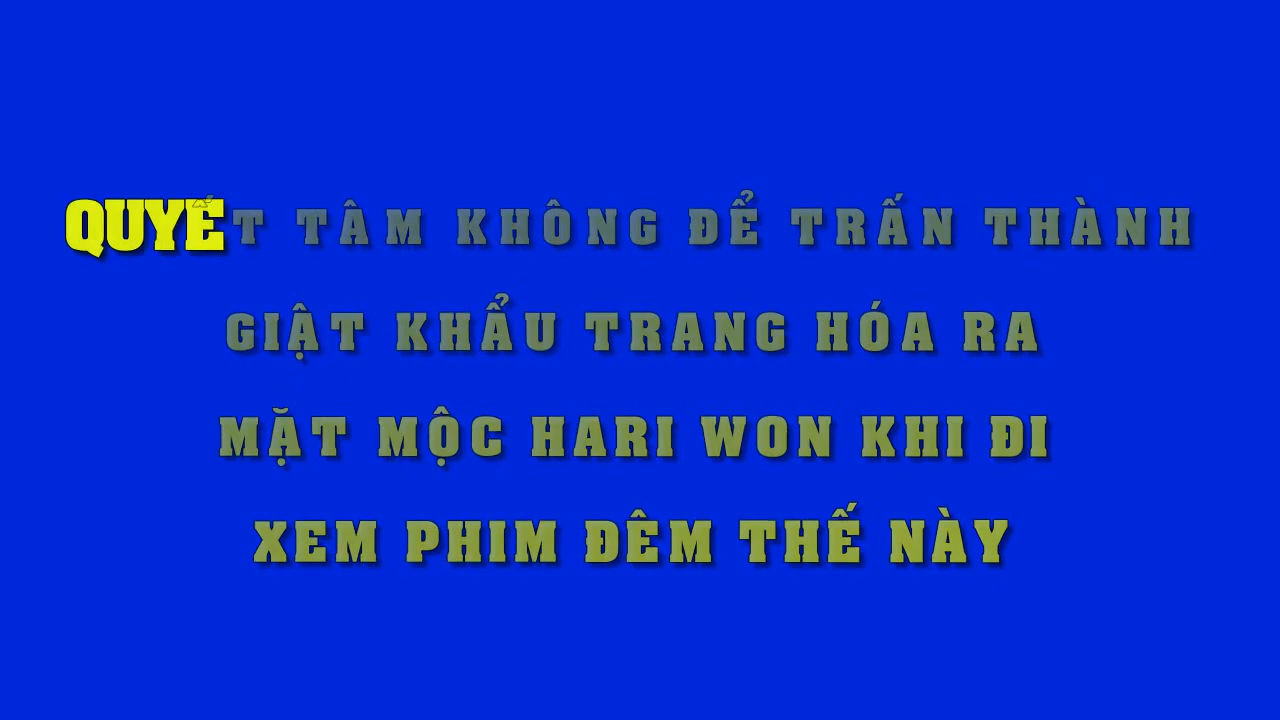 QUYẾT TÂM KHÔNG ĐỂ TRẤN THÀNH
GIẬT KHẨU TRANG HÓA RA
MẶT MỘC HARI WON KHI ĐI
XEM PHIM ĐÊM THẾ NÀY